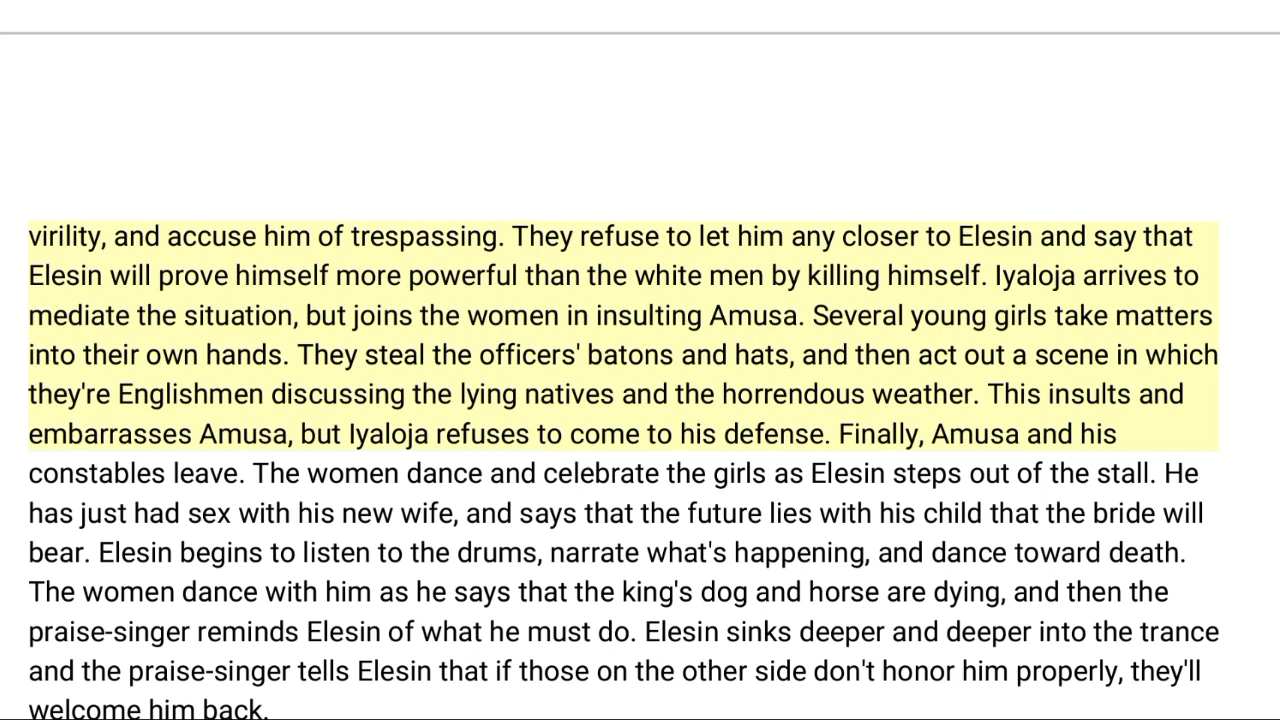 virility, and accuse him of trespassing. They refuse to let him any closer to Elesin and say that
Elesin will prove himself more powerful than the white men by killing himself. Iyaloja arrives to
mediate the situation, but joins the women in insulting Amusa. Several young girls take matters
into their own hands. They steal the officers' batons and hats, and then act out a scene in which
they're Englishmen discussing the lying natives and the horrendous weather. This insults and
embarrasses Amusa, but Iyaloja refuses to come to his defense. Finally, Amusa and his
constables leave. The women dance and celebrate the girls as Elesin steps out of the stall. He
has just had sex with his new wife, and says that the future lies with his child that the bride will
bear. Elesin begins to listen to the drums, narrate what's happening, and dance toward death.
The women dance with him as he says that the king's dog and horse are dying, and then the
praise-singer reminds Elesin of what he must do. Elesin sinks deeper and deeper into the trance
and the praise-singer tells Elesin that if those on the other side don't honor him properly, they'll
welcome him back.